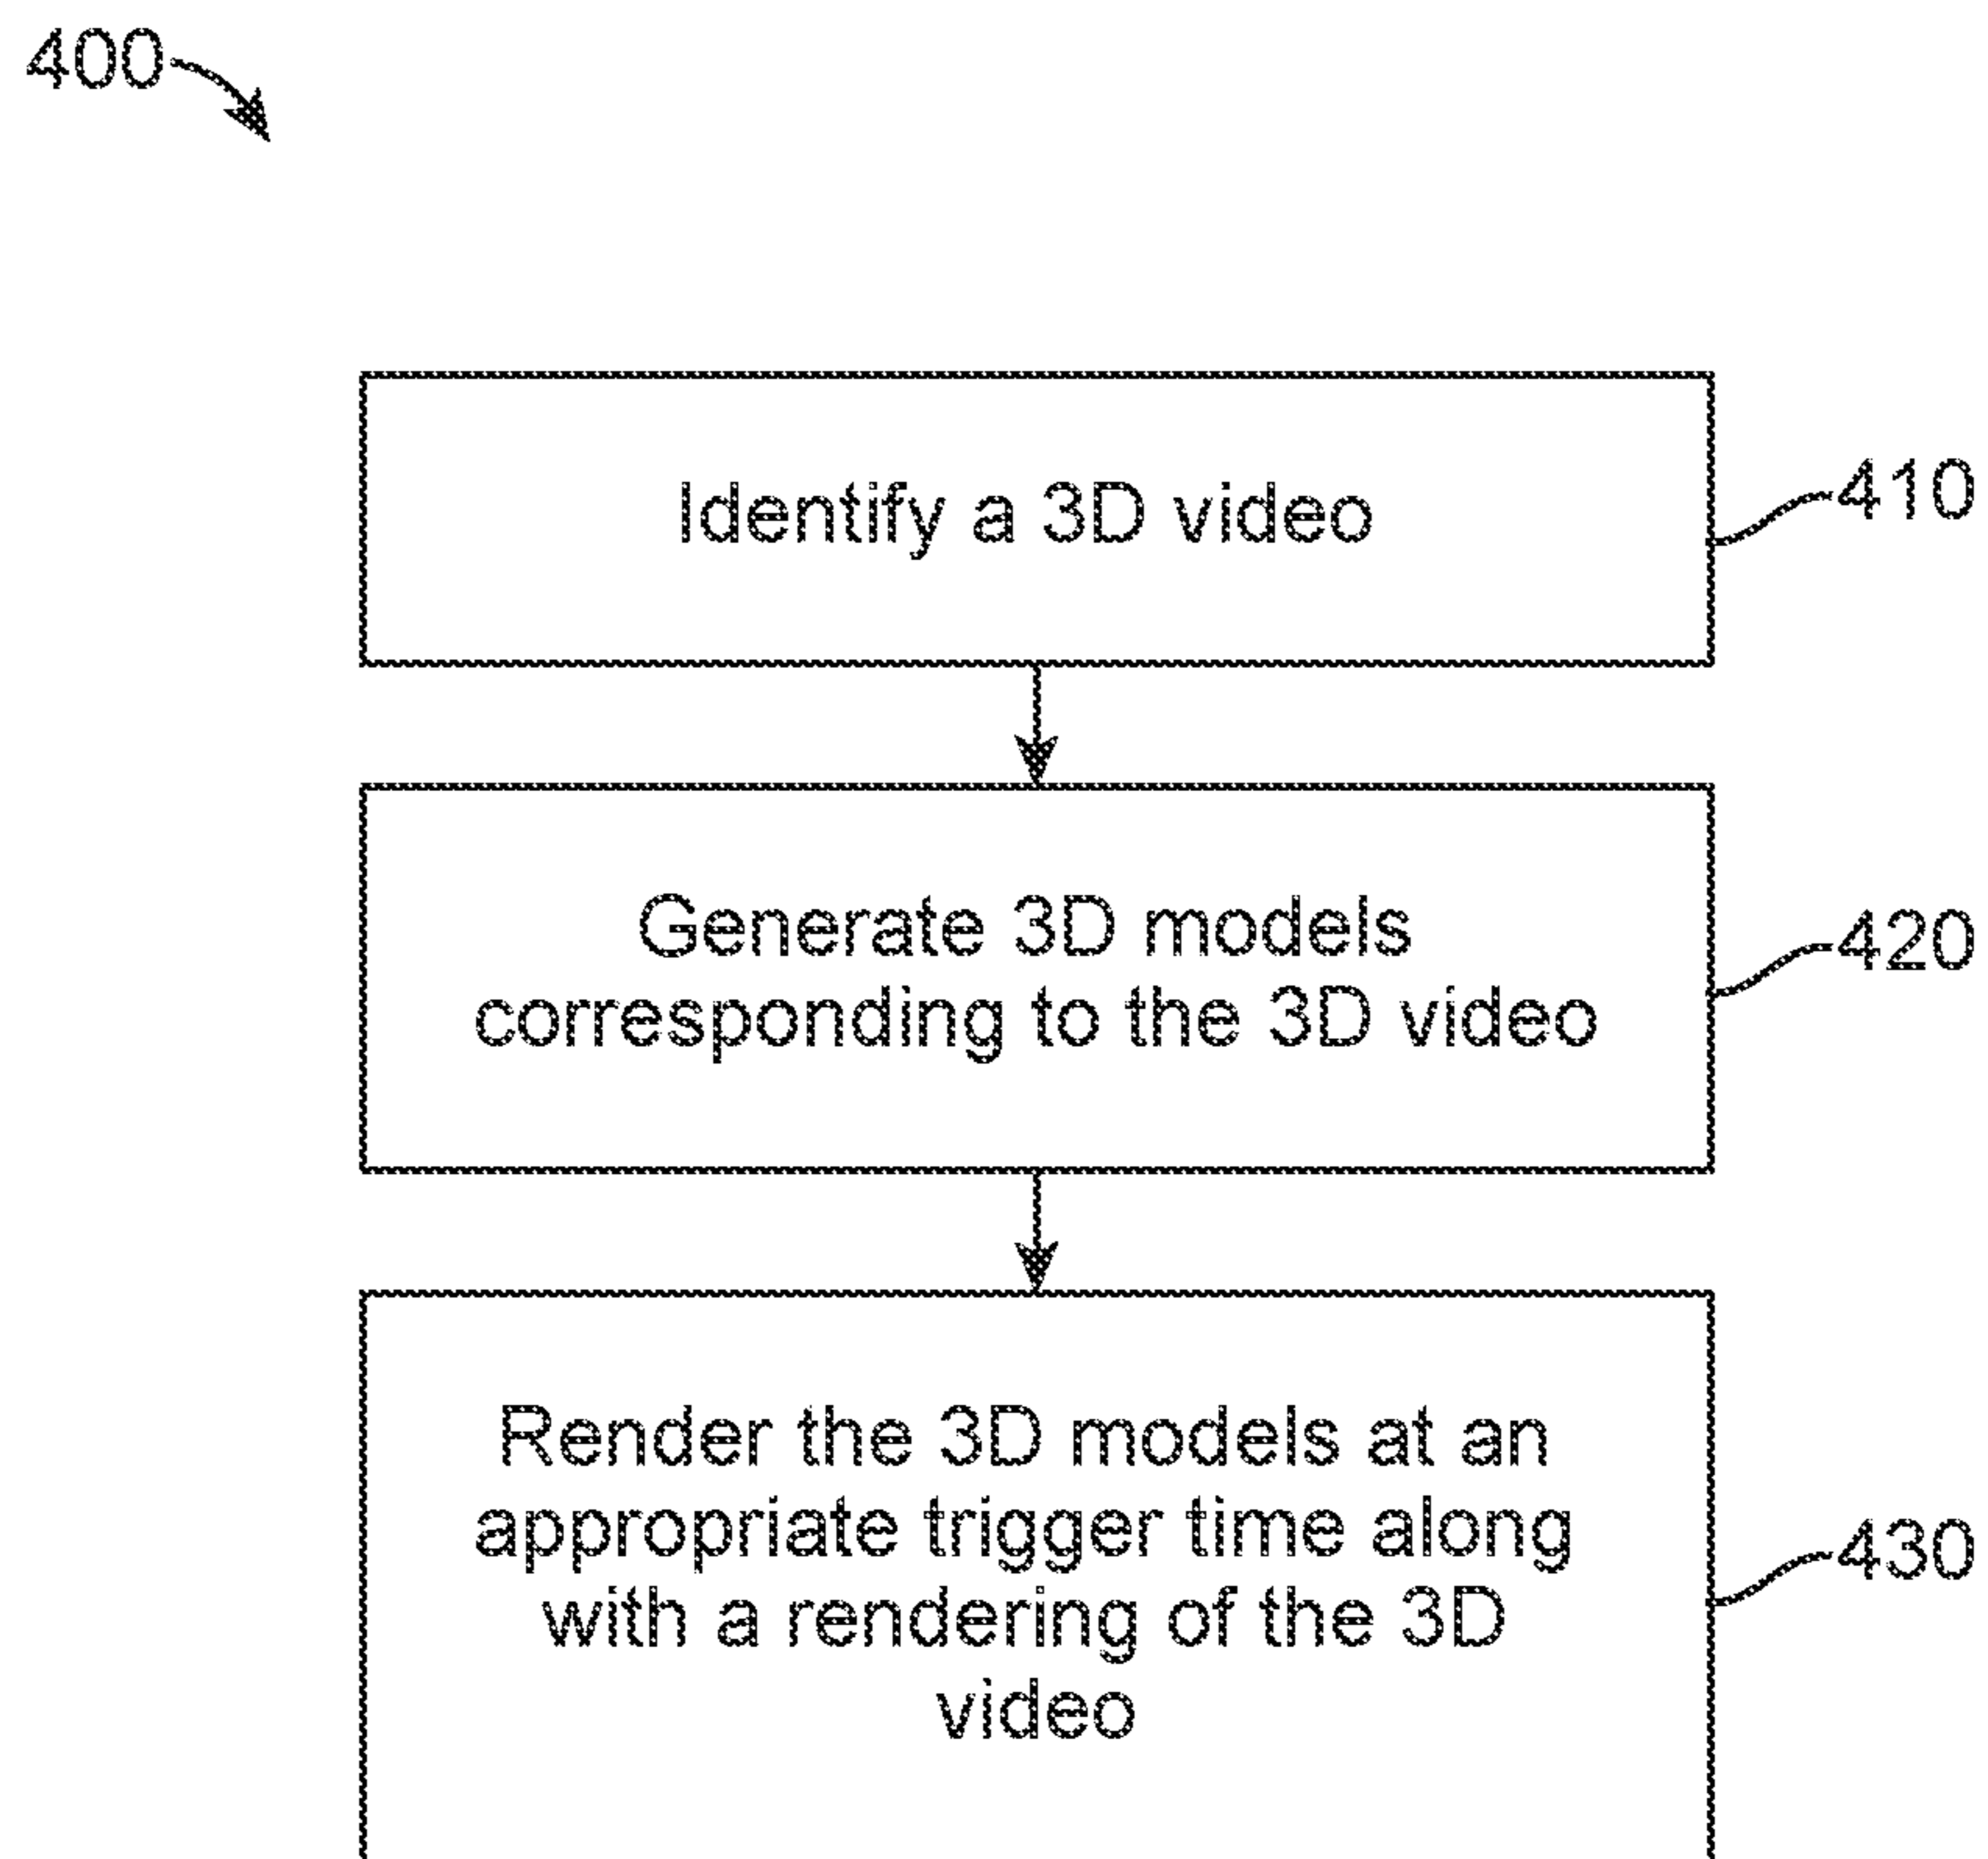 400
Identify a 3D video
410
Generate 3D models
corresponding to the 3D video
420
Render the 3D models at an
appropriate trigger time along
with a rendering of the 3D
video
430